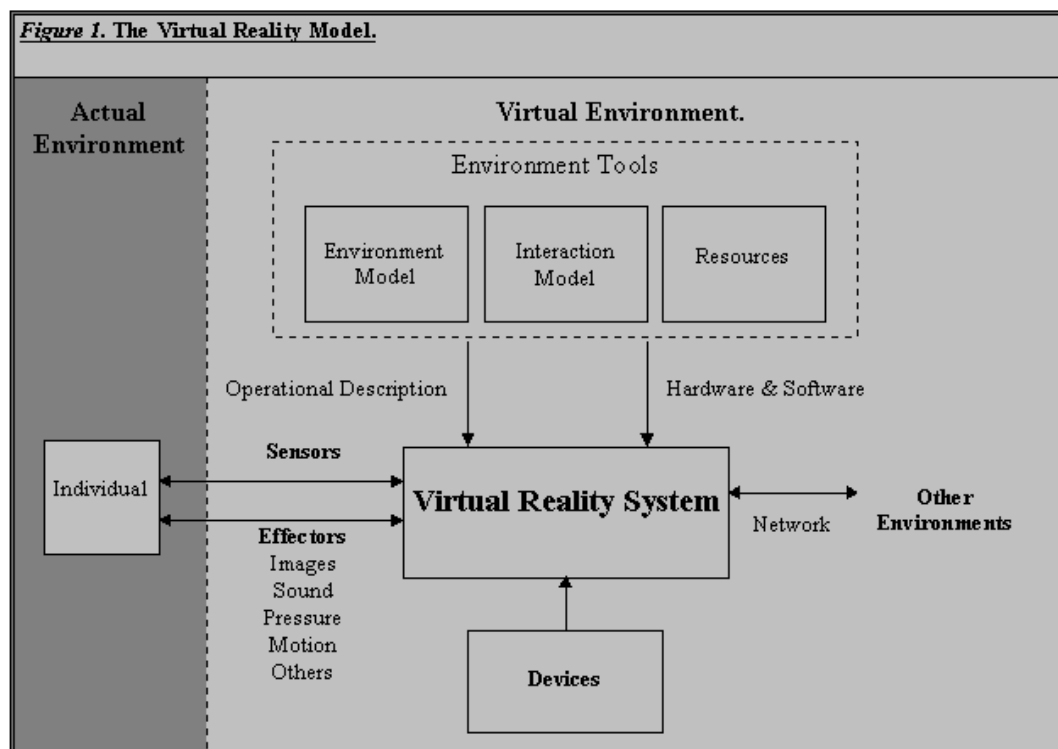 Figure 1. The Virtual Reality Model.
Actual
Environment
Virtual Environment.
Environment Tools
Environment
Model
Interaction
Model
Resources
Operational Description
Hardware & Software
Individual
Sensors
Effectors
Images
Sound
Pressure
Motion
Others
Virtual Reality System
Network
Other
Environments
Devices